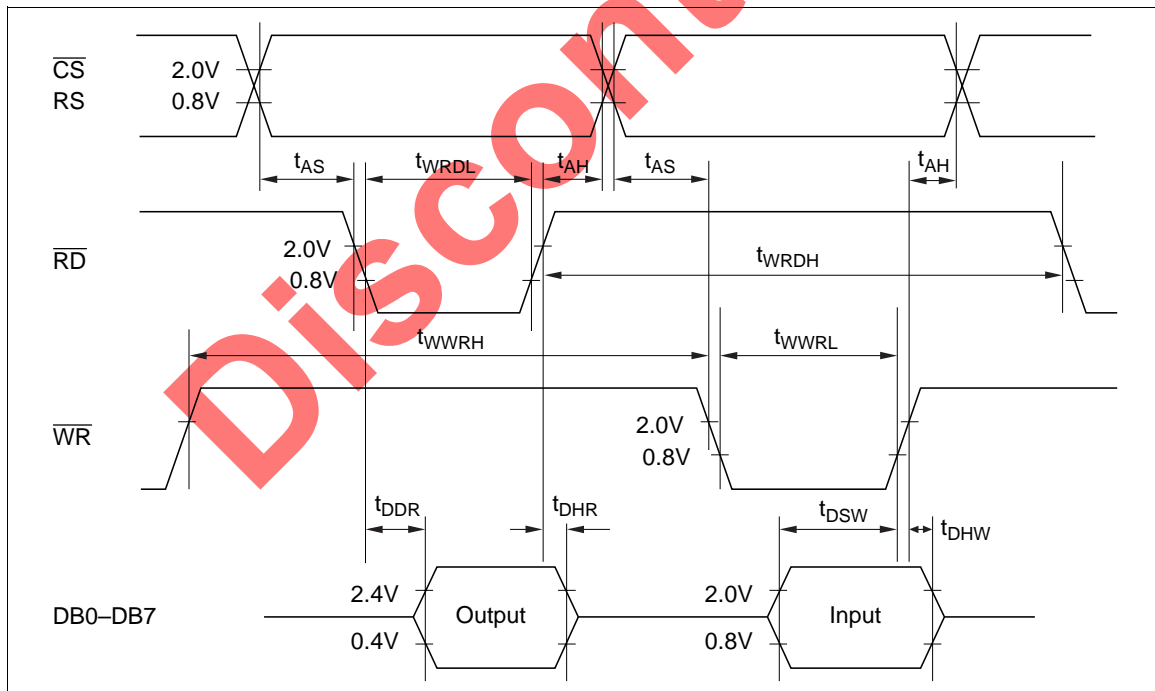 Discont
CS 2.0V
RS 0.8V
tAS tWRDL tAH tAS tAH
RD 2.0V
0.8V
tWRDH
tWWRH tWWRL
WR 2.0V
0.8V
tDDR tDHR tDSW tDHW
DB0–DB7 2.4V Output 2.0V Input
0.4V 0.8V